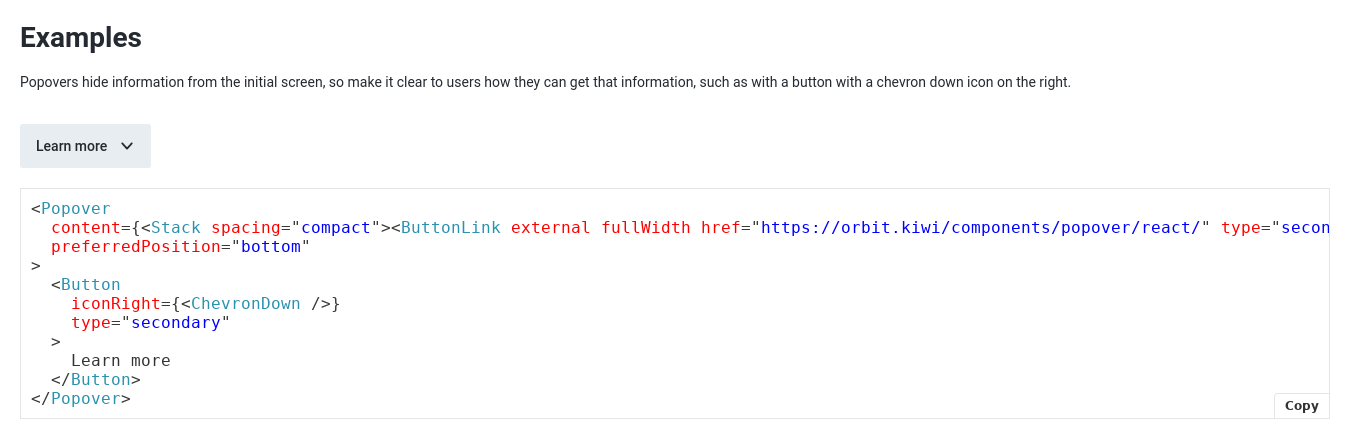 Examples
Popovers hide information from the initial screen, so make it clear to users how they can get that information, such as with a button with a chevron down icon on the right.
Learn more
<Popover
  content={<Stack spacing="compact"><ButtonLink external fullWidth href="https://orbit.kiwi/components/popover/react/" type="secon
  preferredPosition="bottom"
>
  <Button
    iconRight={<ChevronDown />}
    type="secondary"
  >
    Learn more
  </Button>
</Popover>
Copy